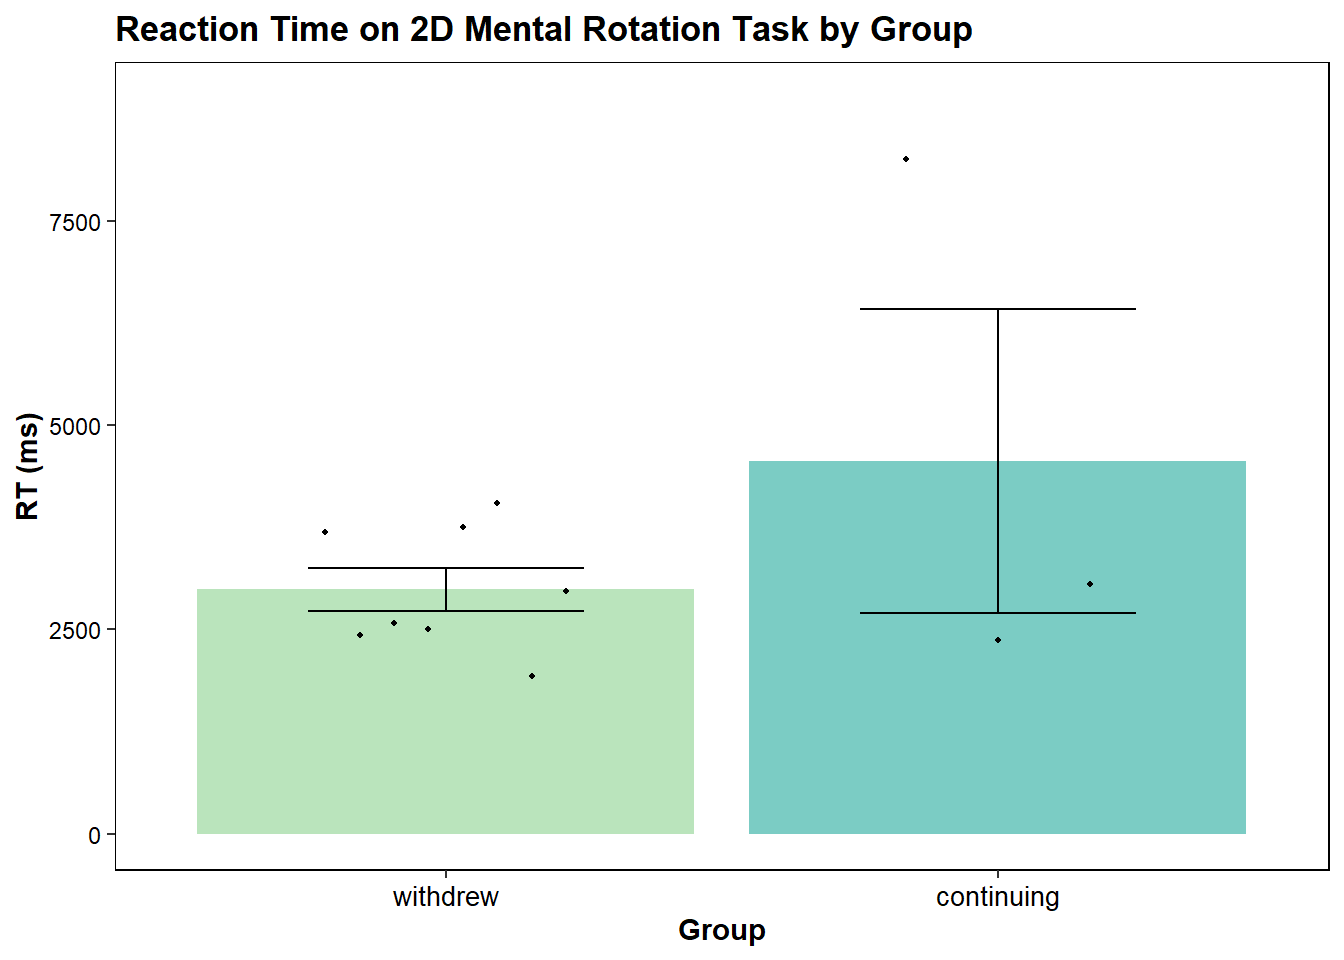 Reaction Time on 2D Mental Rotation Task by Group
RT (ms)
7500
5000
2500
0
withdrew
continuing
Group